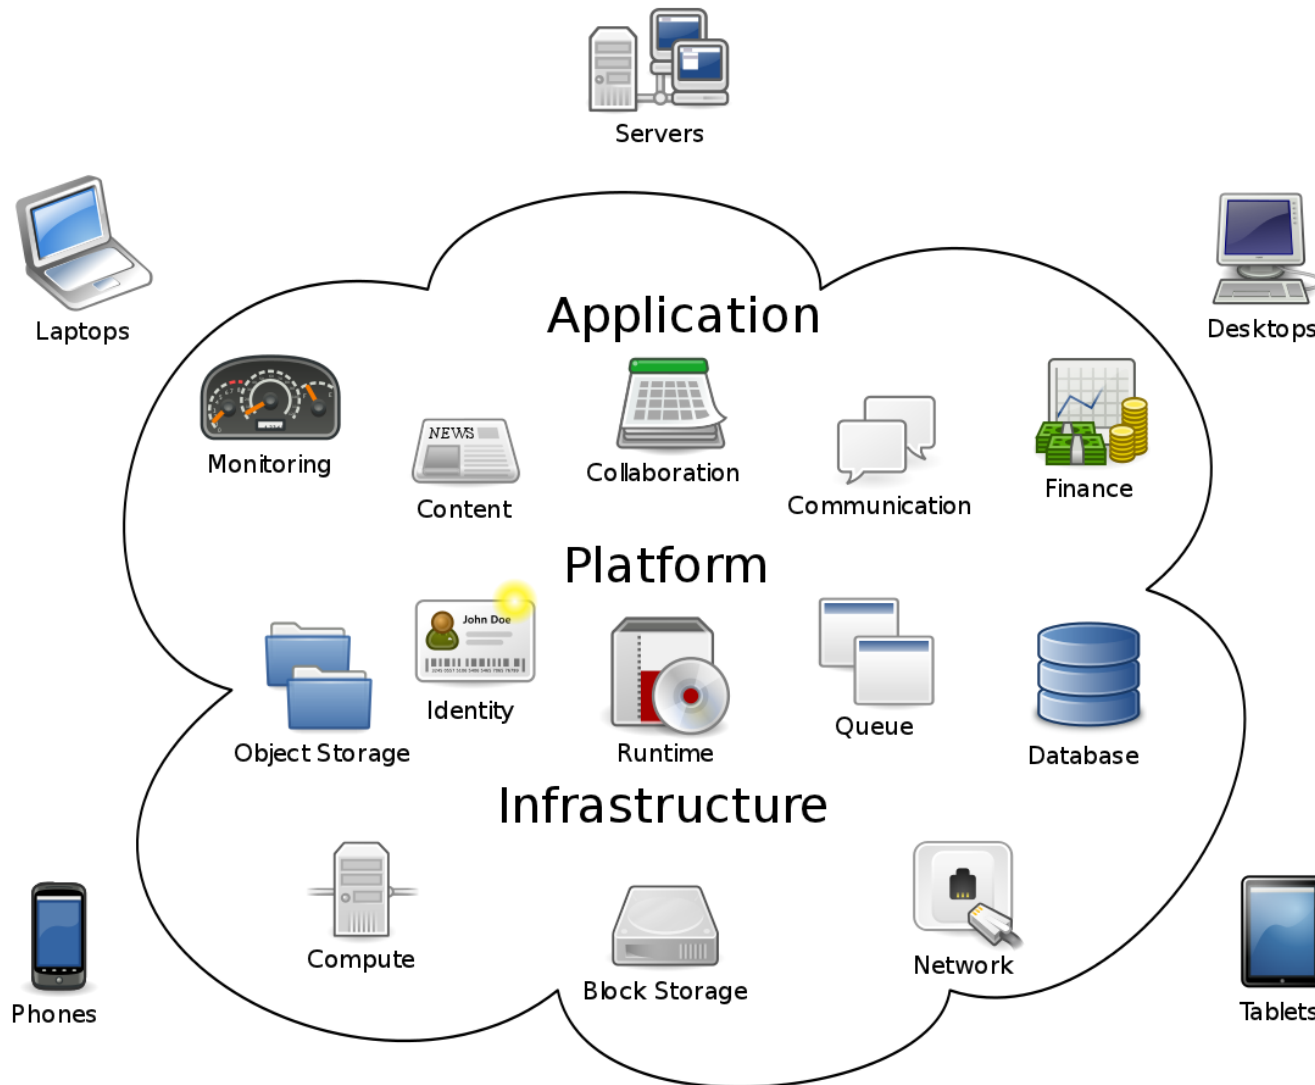 Servers
Laptops
Desktops
Application
Monitoring
NEWS
Content
Collaboration
Communication
Finance
Platform
John Doe
Identity
Object Storage
Runtime
Queue
Database
Infrastructure
Compute
Block Storage
Network
Phones
Tablets